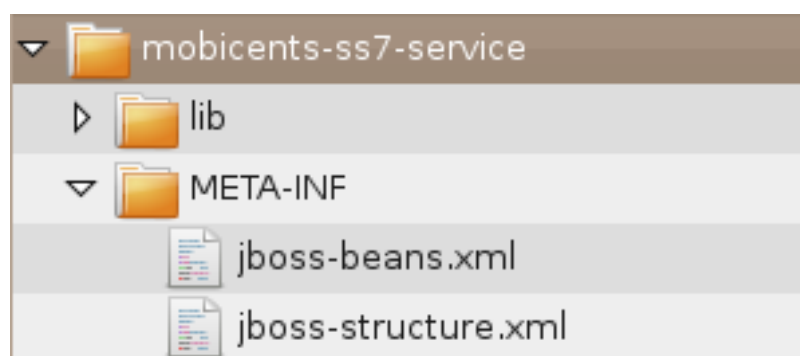 mobicents-ss7-service
lib
META-INF
jboss-beans.xml
jboss-structure.xml